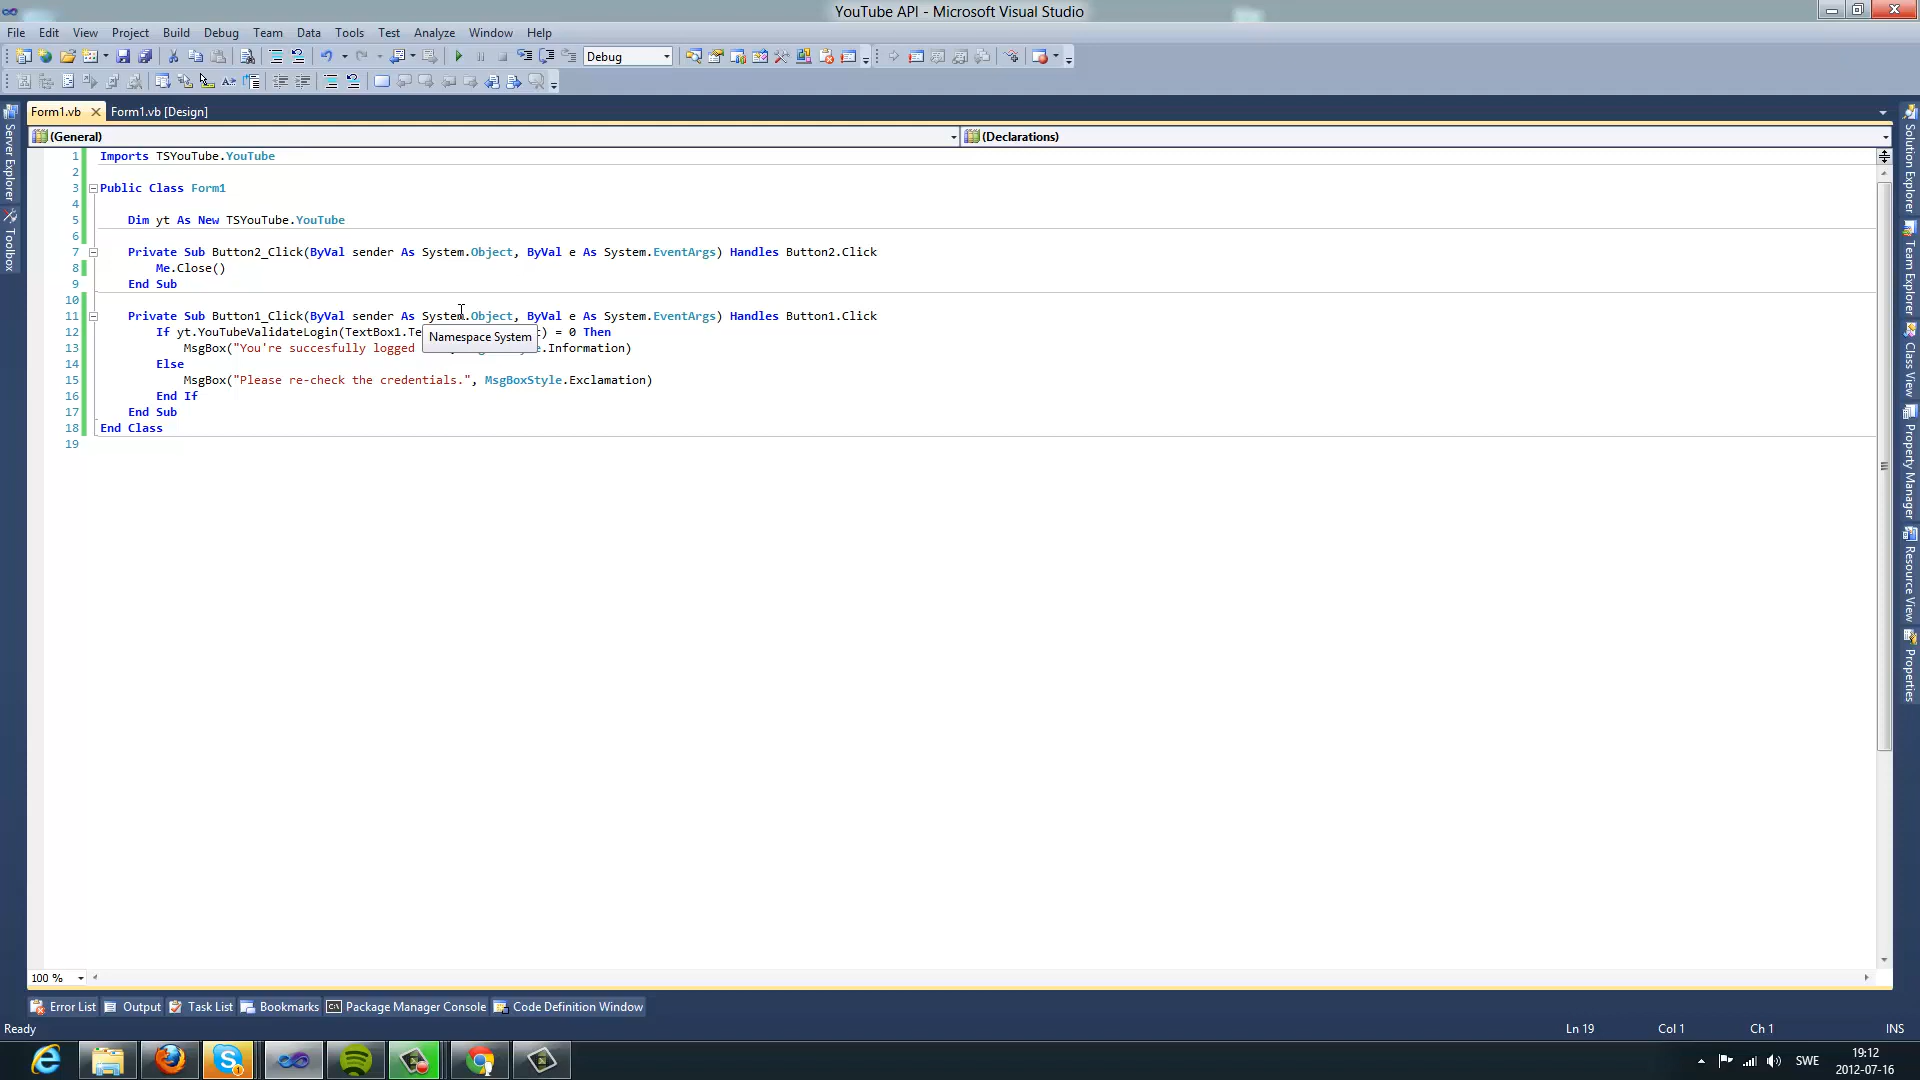 YouTube API - Microsoft Visual Studio
File Edit View Project Build Debug Team Data Tools Test Analyze Window Help
Debug
Form1.vb Form1.vb [Design]
(General) (Declarations)
1 Imports TSYouTube.YouTube
2
3 Public Class Form1
4
5 Dim yt As New TSYouTube.YouTube
6
7 Private Sub Button2_Click(ByVal sender As System.Object, ByVal e As System.EventArgs) Handles Button2.Click
8 Me.Close()
9 End Sub
10
11 Private Sub Button1_Click(ByVal sender As System.Object, ByVal e As System.EventArgs) Handles Button1.Click
12 If yt.YouTubeValidateLogin(TextBox1.Te ) = 0 Then
Namespace System
13 MsgBox("You're succesfully logged .Information)
14 Else
15 MsgBox("Please re-check the credentials.", MsgBoxStyle.Exclamation)
16 End If
17 End Sub
18 End Class
19
Server Explorer
Toolbox
Solution Explorer
Team Explorer
Class View
Property Manager
Resource View
Properties
100 %
Error List Output Task List Bookmarks Package Manager Console Code Definition Window
Ready Ln 19 Col 1 Ch 1 INS
SWE
19:12
2012-07-16